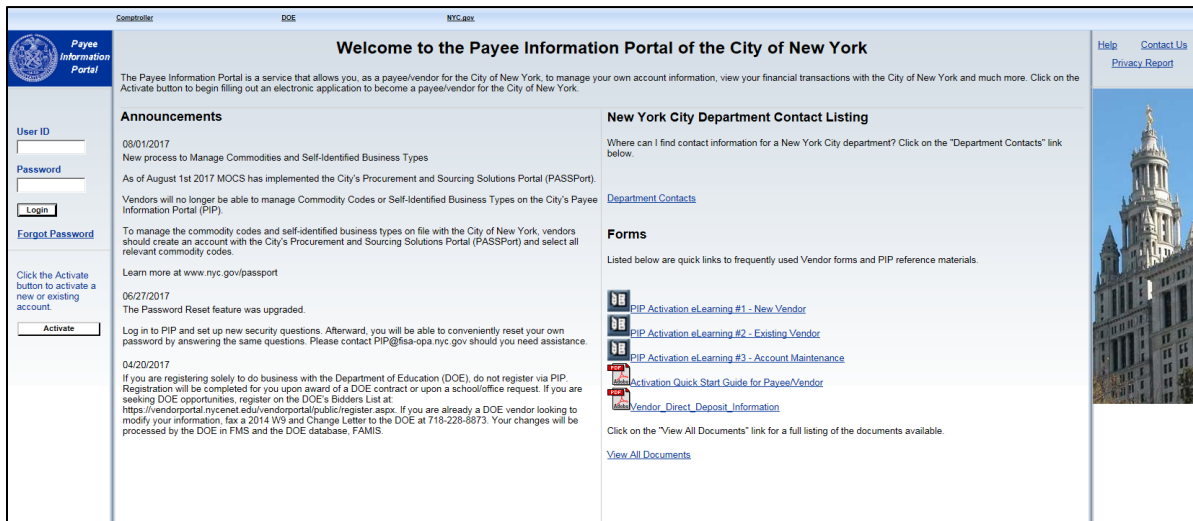 Comptroller DOE NYC.gov
Payee
Information
Portal
Welcome to the Payee Information Portal of the City of New York
Help Contact Us
Privacy Report
The Payee Information Portal is a service that allows you, as a payee/vendor for the City of New York, to manage your own account information, view your financial transactions with the City of New York and much more. Click on the
Activate button to begin filling out an electronic application to become a payee/vendor for the City of New York.
User ID
Password
Login
Forgot Password
Click the Activate
button to activate a
new or existing
account.
Activate
Announcements
08/01/2017
New process to Manage Commodities and Self-Identified Business Types
As of August 1st 2017 MOCS has implemented the City's Procurement and Sourcing Solutions Portal (PASSPort).
Vendors will no longer be able to manage Commodity Codes or Self-Identified Business Types on the City's Payee
Information Portal (PIP).
To manage the commodity codes and self-identified business types on file with the City of New York, vendors
should create an account with the City's Procurement and Sourcing Solutions Portal (PASSPort) and select all
relevant commodity codes.
Learn more at www.nyc.gov/passport
06/27/2017
The Password Reset feature was upgraded.
Log in to PIP and set up new security questions. Afterward, you will be able to conveniently reset your own
password by answering the same questions. Please contact PIP@fisa-opa.nyc.gov should you need assistance.
04/20/2017
If you are registering solely to do business with the Department of Education (DOE), do not register via PIP.
Registration will be completed for you upon award of a DOE contract or upon a school/office request. If you are
seeking DOE opportunities, register on the DOE's Bidders List at:
https://vendorportal.nycenet.edu/vendorportal/public/register.aspx. If you are already a DOE vendor looking to
modify your information, fax a 2014 W9 and Change Letter to the DOE at 718-228-8873. Your changes will be
processed by the DOE in FMS and the DOE database, FAMIS.
New York City Department Contact Listing
Where can I find contact information for a New York City department? Click on the "Department Contacts" link
below.
Department Contacts
Forms
Listed below are quick links to frequently used Vendor forms and PIP reference materials.
PIP Activation eLearning #1 - New Vendor
PIP Activation eLearning #2 - Existing Vendor
PIP Activation eLearning #3 - Account Maintenance
PDF Adobe Activation Quick Start Guide for Payee/Vendor
PDF Adobe Vendor_Direct_Deposit_Information
Click on the "View All Documents" link for a full listing of the documents available.
View All Documents